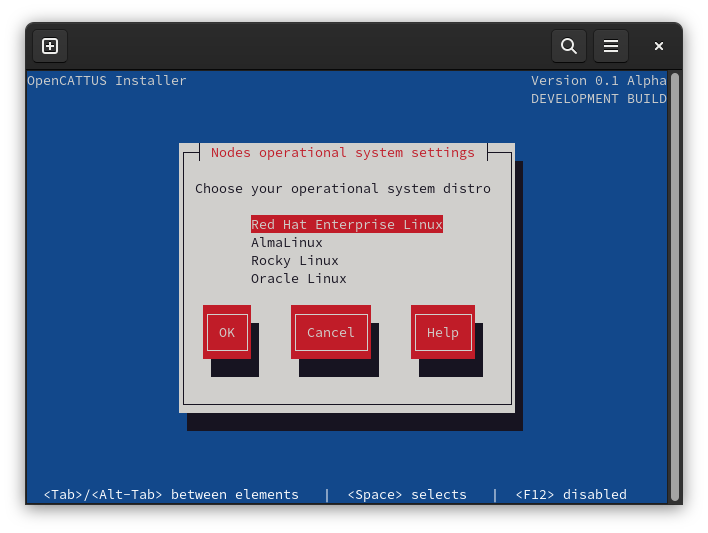 OpenCATTUS Installer Version 0.1 Alpha
DEVELOPMENT BUILD
Nodes operational system settings
Choose your operational system distro
Red Hat Enterprise Linux
AlmaLinux
Rocky Linux
Oracle Linux
OK Cancel Help
<Tab>/<Alt-Tab> between elements | <Space> selects | <F12> disabled